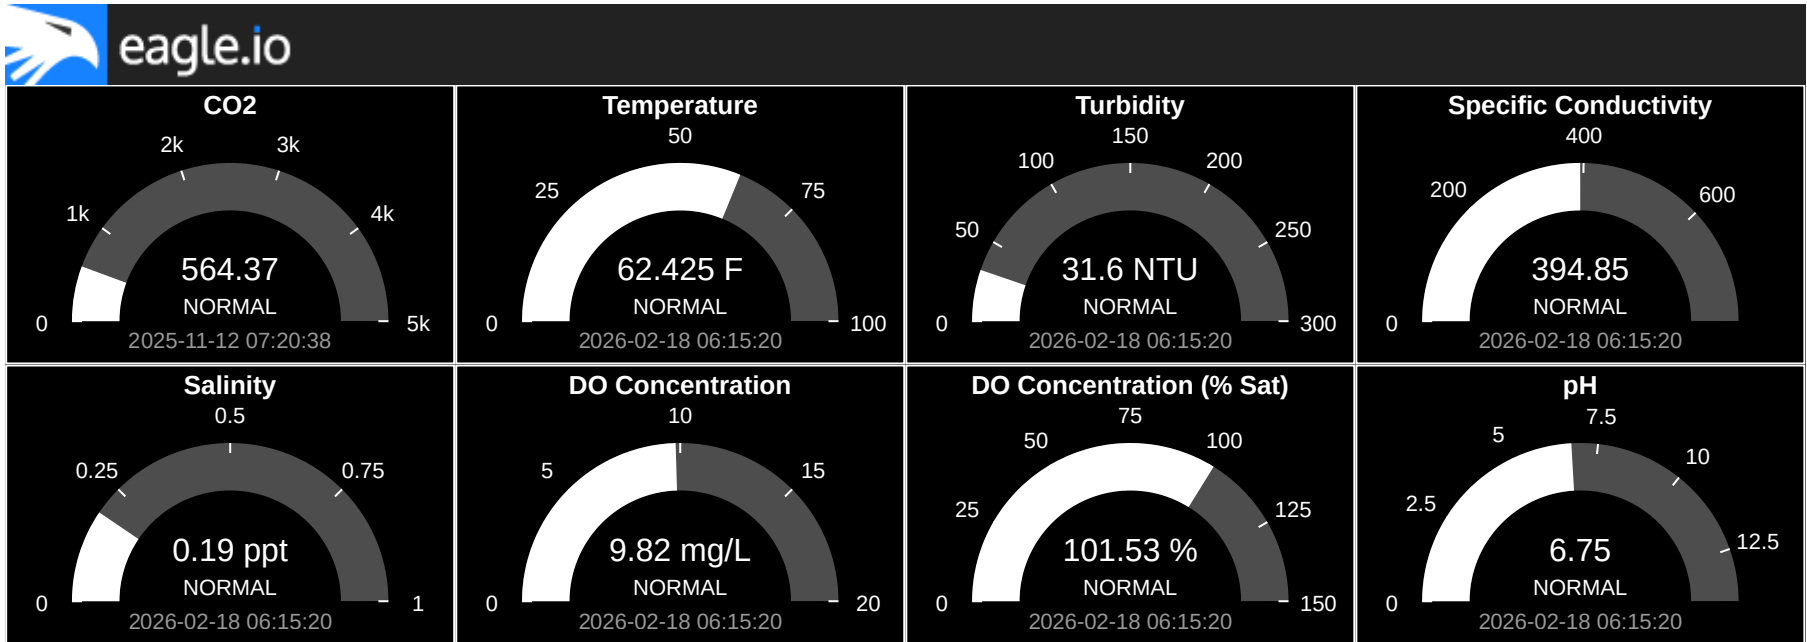 eagle.io
CO2
2k
3k
1k
4k
564.37
NORMAL
0
5k
2025-11-12 07:20:38
Temperature
50
25
75
62.425 F
NORMAL
0
100
2026-02-18 06:15:20
Turbidity
150
100
200
50
250
31.6 NTU
NORMAL
0
300
2026-02-18 06:15:20
Specific Conductivity
400
200
600
394.85
NORMAL
0
2026-02-18 06:15:20
Salinity
0.5
0.25
0.75
0.19 ppt
NORMAL
0
1
2026-02-18 06:15:20
DO Concentration
10
5
15
9.82 mg/L
NORMAL
0
20
2026-02-18 06:15:20
DO Concentration (% Sat)
75
50
100
25
125
101.53 %
NORMAL
0
150
2026-02-18 06:15:20
pH
7.5
5
10
2.5
12.5
6.75
NORMAL
0
2026-02-18 06:15:20